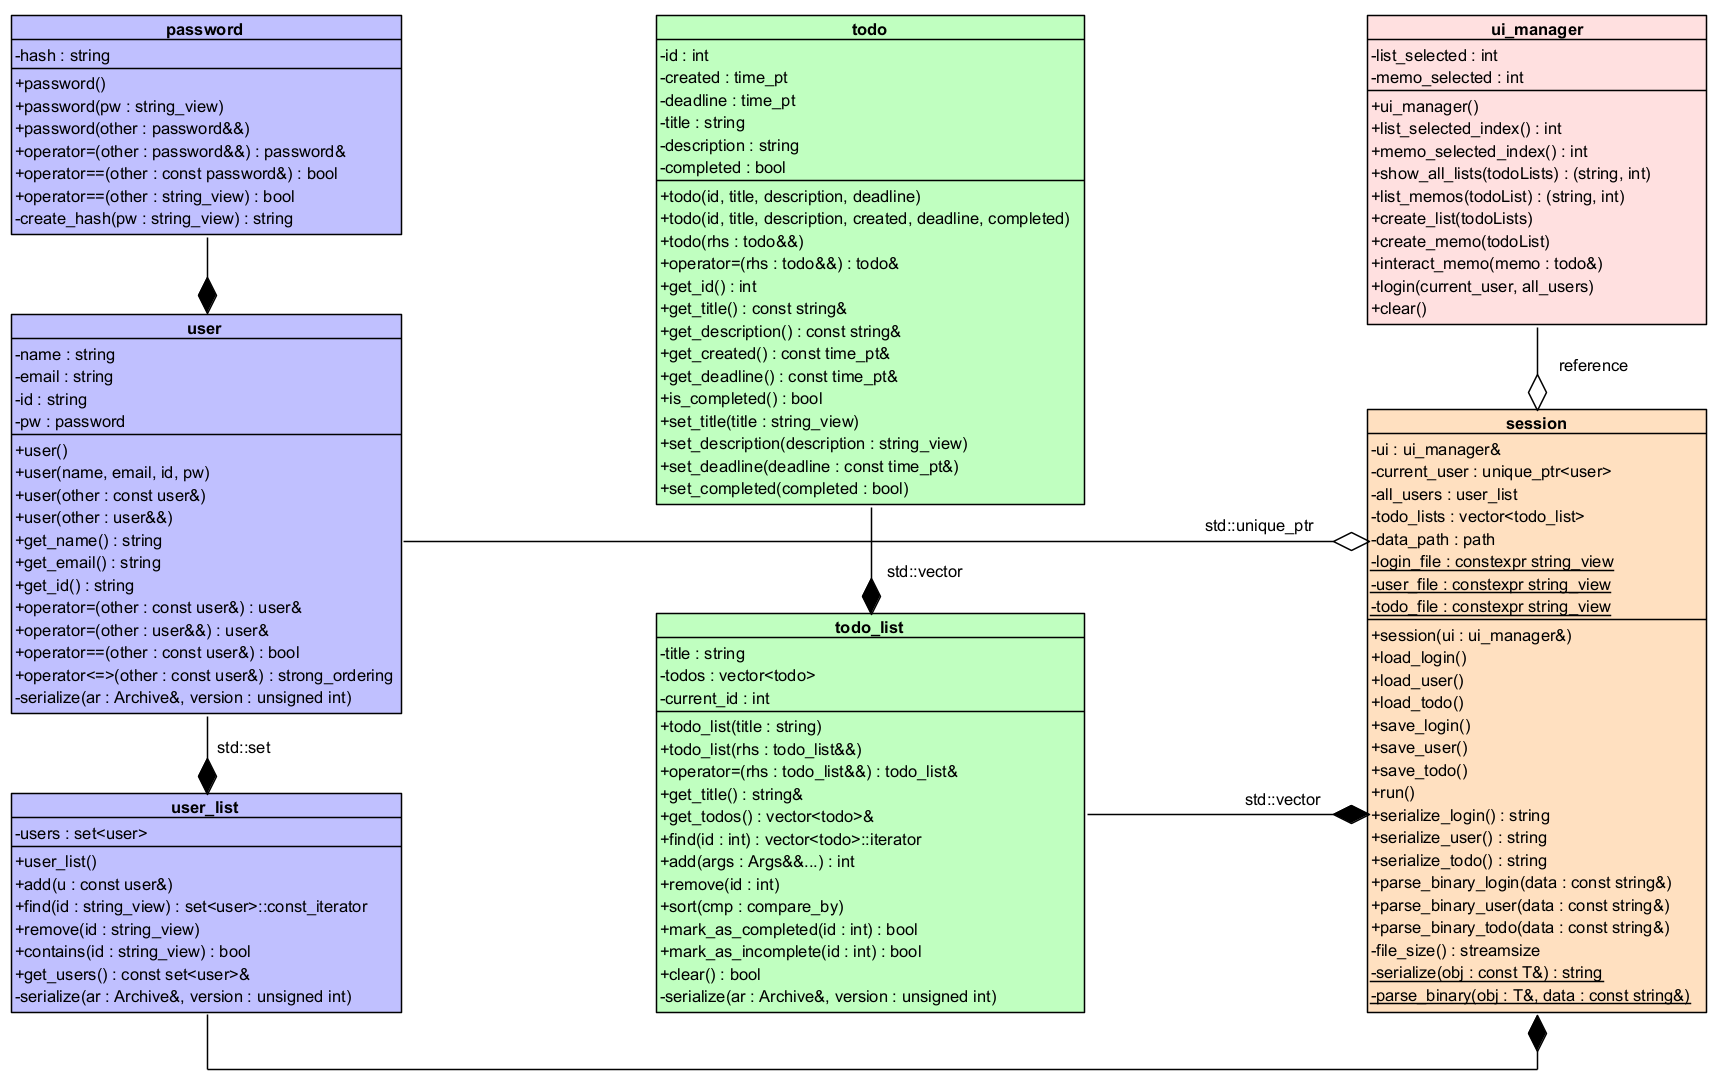 password
-hash : string
+password()
+password(pw : string_view)
+password(other : password&&)
+operator=(other : password&&) : password&
+operator==(other : const password&) : bool
+operator==(other : string_view) : bool
-create_hash(pw : string_view) : string
user
-name : string
-email : string
-id : string
-pw : password
+user()
+user(name, email, id, pw)
+user(other : const user&)
+user(other : user&&)
+get_name() : string
+get_email() : string
+get_id() : string
+operator=(other : const user&) : user&
+operator=(other : user&&) : user&
+operator==(other : const user&) : bool
+operator<=>(other : const user&) : strong_ordering
-serialize(ar : Archive&, version : unsigned int)
std::set
user_list
-users : set<user>
+user_list()
+add(u : const user&)
+find(id : string_view) : set<user>::const_iterator
+remove(id : string_view)
+contains(id : string_view) : bool
+get_users() : const set<user>&
-serialize(ar : Archive&, version : unsigned int)
todo
-id : int
-created : time_pt
-deadline : time_pt
-title : string
-description : string
-completed : bool
+todo(id, title, description, deadline)
+todo(id, title, description, created, deadline, completed)
+todo(rhs : todo&&)
+operator=(rhs : todo&&) : todo&
+get_id() : int
+get_title() : const string&
+get_description() : const string&
+get_created() : const time_pt&
+get_deadline() : const time_pt&
+is_completed() : bool
+set_title(title : string_view)
+set_description(description : string_view)
+set_deadline(deadline : const time_pt&)
+set_completed(completed : bool)
std::vector
todo_list
-title : string
-todos : vector<todo>
-current_id : int
+todo_list(title : string)
+todo_list(rhs : todo_list&&)
+operator=(rhs : todo_list&&) : todo_list&
+get_title() : string&
+get_todos() : vector<todo>&
+find(id : int) : vector<todo>::iterator
+add(args : Args&&...) : int
+remove(id : int)
+sort(cmp : compare_by)
+mark_as_completed(id : int) : bool
+mark_as_incomplete(id : int) : bool
+clear() : bool
-serialize(ar : Archive&, version : unsigned int)
std::unique_ptr
std::vector
ui_manager
-list_selected : int
-memo_selected : int
+ui_manager()
+list_selected_index() : int
+memo_selected_index() : int
+show_all_lists(todoLists) : (string, int)
+list_memos(todoList) : (string, int)
+create_list(todoLists)
+create_memo(todoList)
+interact_memo(memo : todo&)
+login(current_user, all_users)
+clear()
reference
session
-ui : ui_manager&
-current_user : unique_ptr<user>
-all_users : user_list
-todo_lists : vector<todo_list>
-data_path : path
-login_file : constexpr string_view
-user_file : constexpr string_view
-todo_file : constexpr string_view
+session(ui : ui_manager&)
+load_login()
+load_user()
+load_todo()
+save_login()
+save_user()
+save_todo()
+run()
+serialize_login() : string
+serialize_user() : string
+serialize_todo() : string
+parse_binary_login(data : const string&)
+parse_binary_user(data : const string&)
+parse_binary_todo(data : const string&)
-file_size() : streamsize
-serialize(obj : const T&) : string
-parse_binary(obj : T&, data : const string&)